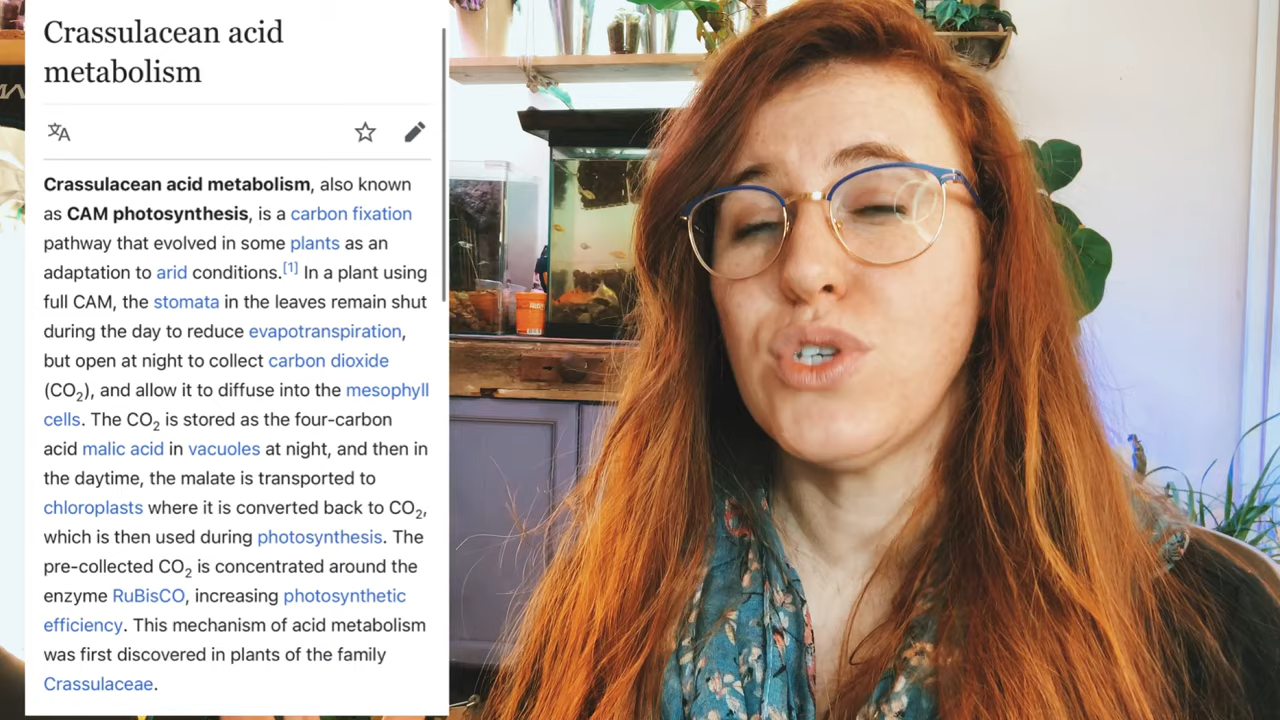 Crassulacean acid
metabolism
Crassulacean acid metabolism, also known
as CAM photosynthesis, is a carbon fixation
pathway that evolved in some plants as an
adaptation to arid conditions.[1] In a plant using
full CAM, the stomata in the leaves remain shut
during the day to reduce evapotranspiration,
but open at night to collect carbon dioxide
(CO2), and allow it to diffuse into the mesophyll
cells. The CO2 is stored as the four-carbon
acid malic acid in vacuoles at night, and then in
the daytime, the malate is transported to
chloroplasts where it is converted back to CO2,
which is then used during photosynthesis. The
pre-collected CO2 is concentrated around the
enzyme RuBisCO, increasing photosynthetic
efficiency. This mechanism of acid metabolism
was first discovered in plants of the family
Crassulaceae.